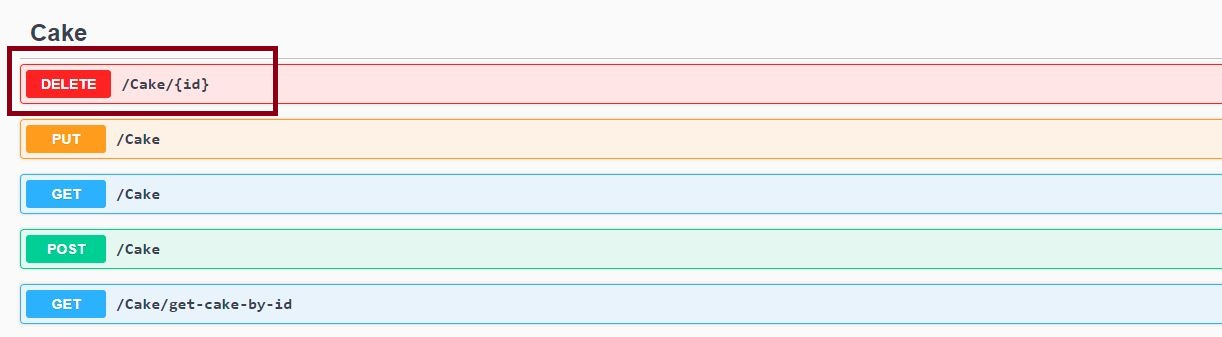 Cake
DELETE /Cake/{id}
PUT /Cake
GET /Cake
POST /Cake
GET /Cake/get-cake-by-id